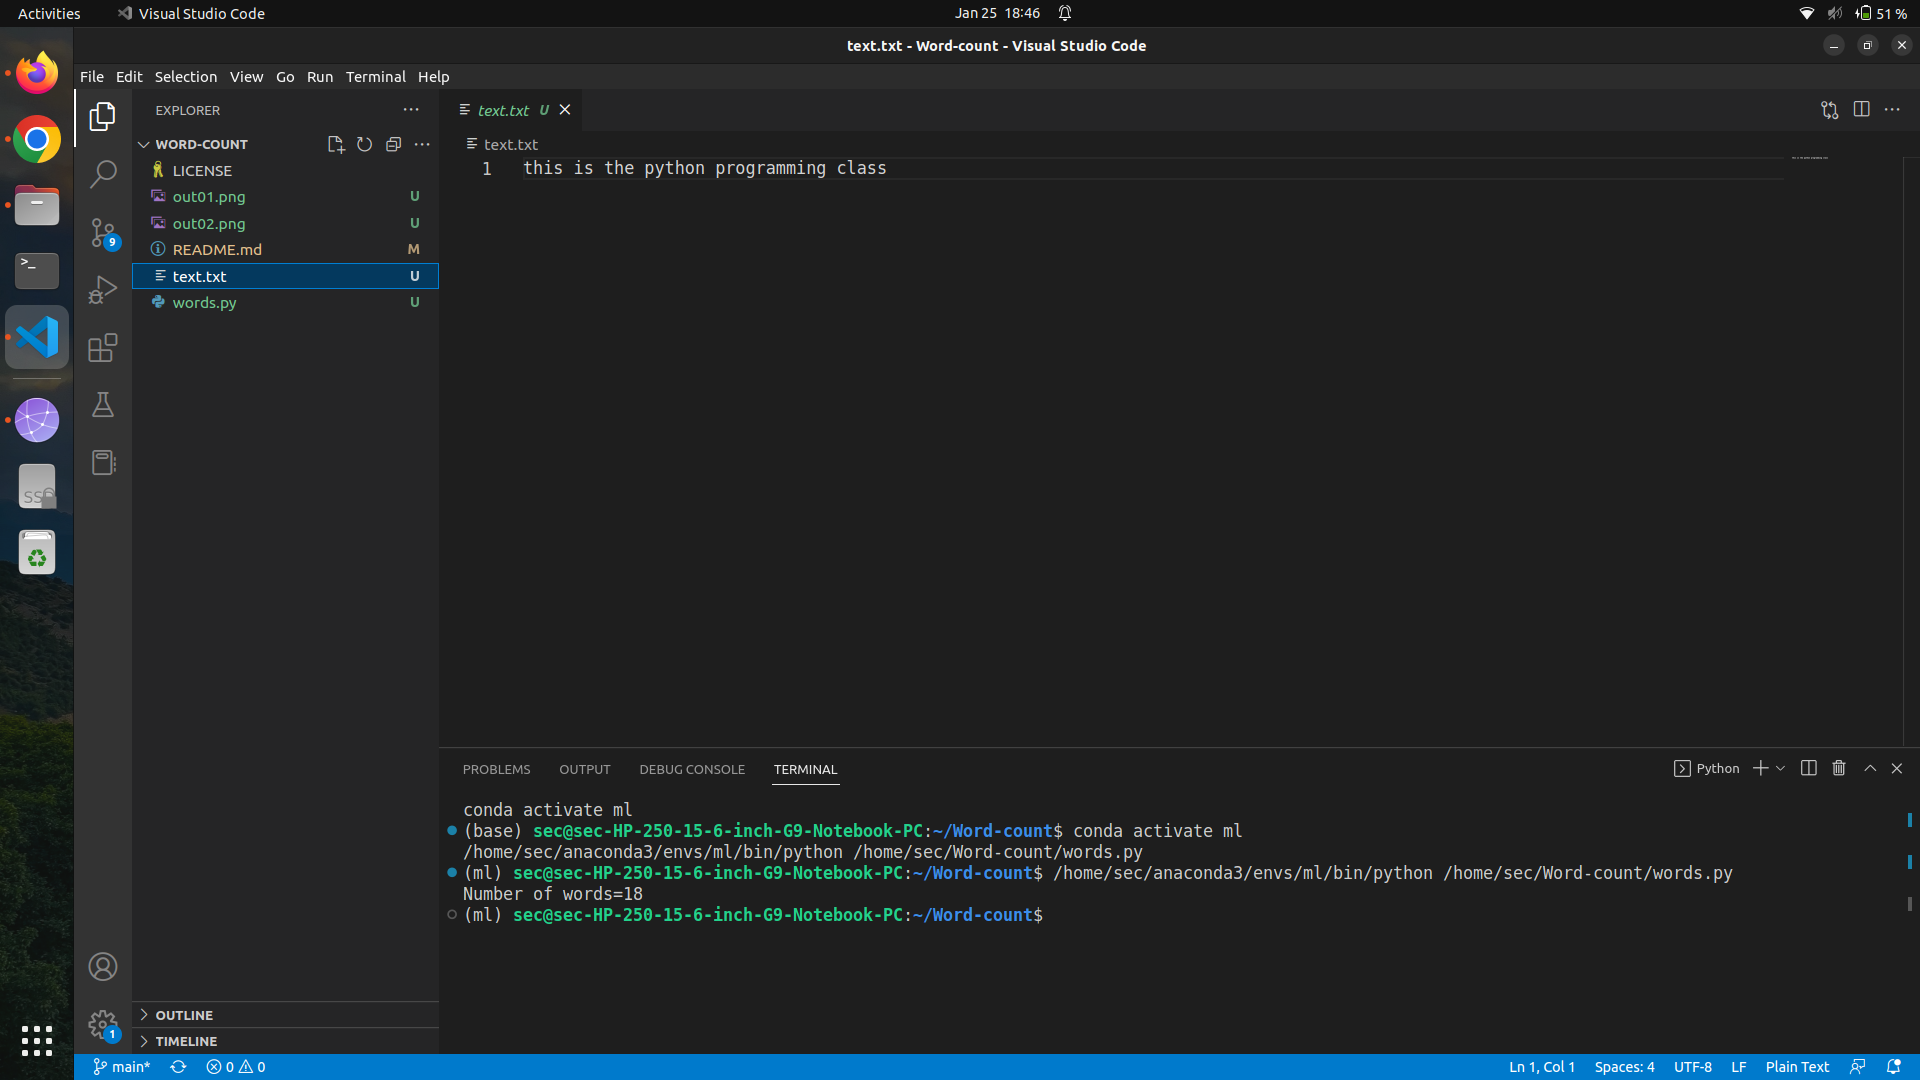 Activities Visual Studio Code Jan 25 18:46 51 %
text.txt - Word-count - Visual Studio Code
File Edit Selection View Go Run Terminal Help
EXPLORER
text.txt U
WORD-COUNT
text.txt
LICENSE
1 this is the python programming class
out01.png U
out02.png U
README.md M
text.txt U
words.py U
9
SS
PROBLEMS OUTPUT DEBUG CONSOLE TERMINAL Python
conda activate ml
(base) sec@sec-HP-250-15-6-inch-G9-Notebook-PC:~/Word-count$ conda activate ml
/home/sec/anaconda3/envs/ml/bin/python /home/sec/Word-count/words.py
(ml) sec@sec-HP-250-15-6-inch-G9-Notebook-PC:~/Word-count$ /home/sec/anaconda3/envs/ml/bin/python /home/sec/Word-count/words.py
Number of words=18
(ml) sec@sec-HP-250-15-6-inch-G9-Notebook-PC:~/Word-count$
OUTLINE
1
TIMELINE
main* 0 0 Ln 1, Col 1 Spaces: 4 UTF-8 LF Plain Text